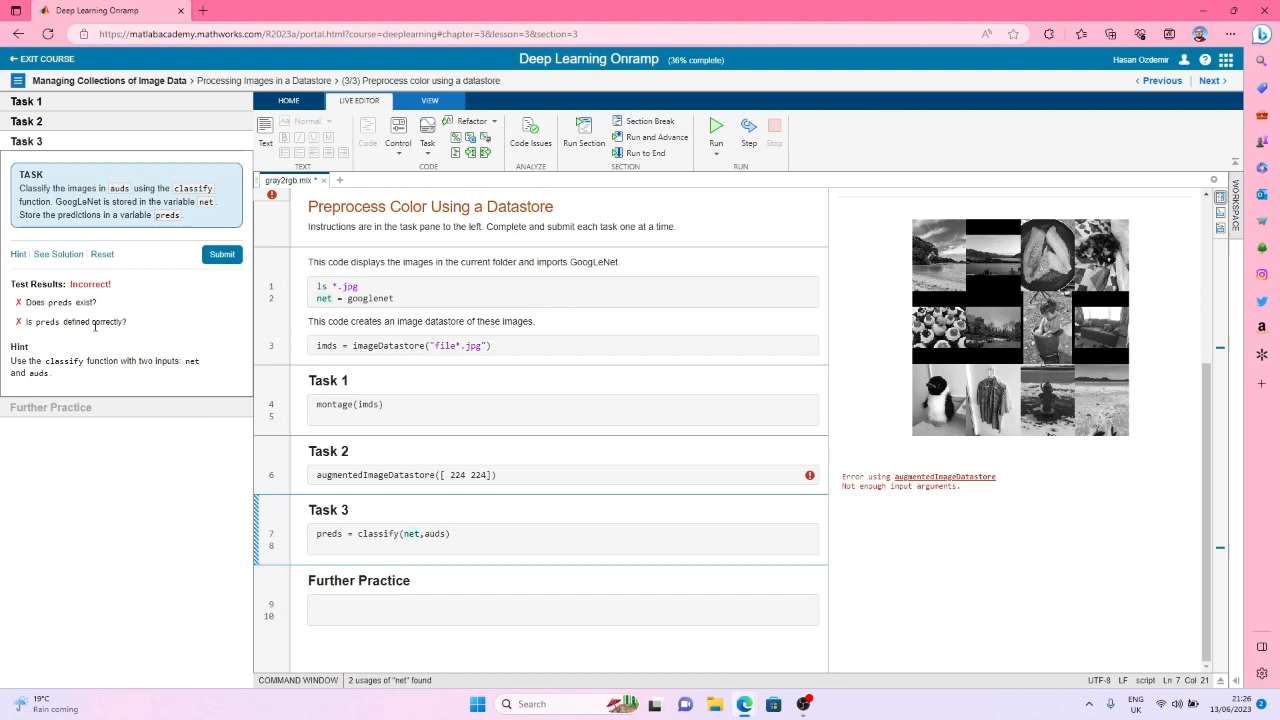 Deep Learning Onramp
https://matlabacademy.mathworks.com/R2023a/portal.html?course=deeplearning#chapter=3&lesson=3&section=3
EXIT COURSE
Deep Learning Onramp (36% complete)
Hasan Ozdemir
Managing Collections of Image Data > Processing Images in a Datastore > (3/3) Preprocess color using a datastore
< Previous | Next >
Task 1
Task 2
Task 3
TASK
Classify the images in auds using the classify
function. GoogLeNet is stored in the variable net.
Store the predictions in a variable preds.
Hint | See Solution | Reset
Submit
Test Results: Incorrect!
✗ Does preds exist?
✗ Is preds defined correctly?
Hint
Use the classify function with two inputs: net
and auds.
Further Practice
HOME
LIVE EDITOR
VIEW
Text
Aa Normal
B I U M
TEXT
Code
Control
Task
Refactor
CODE
Code Issues
ANALYZE
Run Section
Section Break
Run and Advance
Run to End
SECTION
Run
Step
Stop
RUN
gray2rgb.mlx *
WORKSPACE
Preprocess Color Using a Datastore
Instructions are in the task pane to the left. Complete and submit each task one at a time.
This code displays the images in the current folder and imports GoogLeNet.
1 ls *.jpg
2 net = googlenet
This code creates an image datastore of these images.
3 imds = imageDatastore("file*.jpg")
Task 1
4 montage(imds)
5
Task 2
6 augmentedImageDatastore([ 224 224])
Task 3
7 preds = classify(net,auds)
8
Further Practice
9
10
Error using augmentedImageDatastore
Not enough input arguments.
COMMAND WINDOW
2 usages of "net" found
UTF-8 LF script Ln 7 Col 21
19°C
Rain coming
Search
ENG
UK
21:26
13/06/2023
2